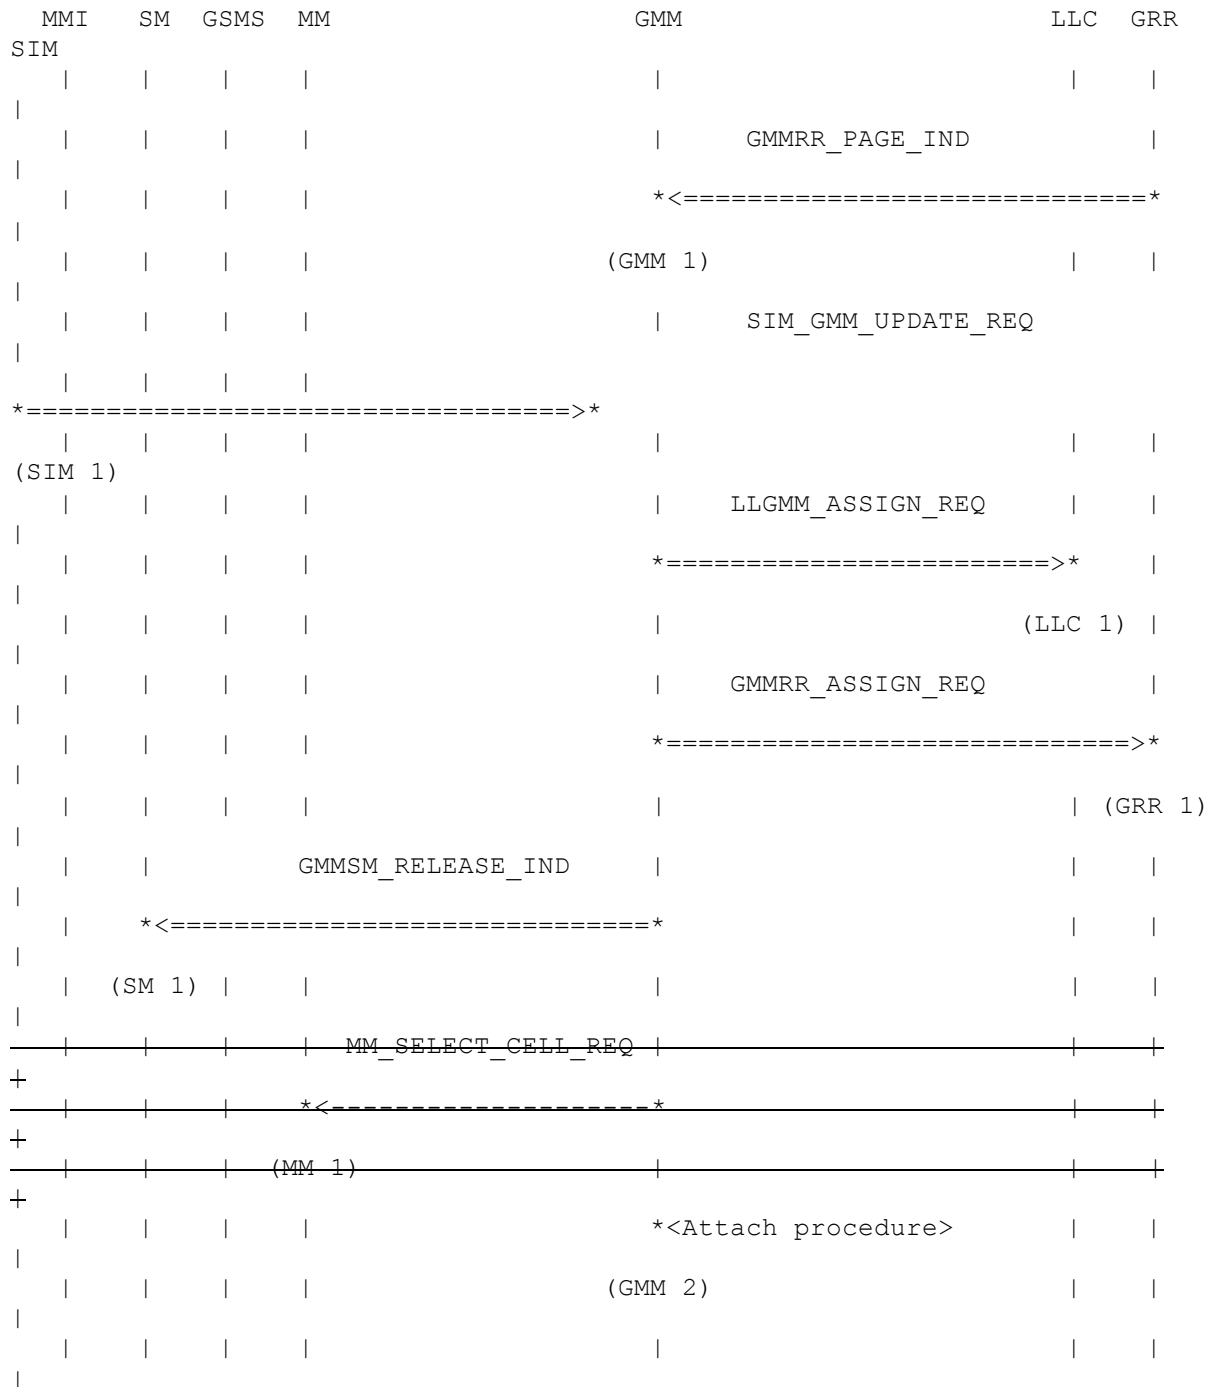 MMI SM GSMS MM GMM LLC GRR
SIM
| | | | | | |
|
| | | | | GMMRR_PAGE_IND |
|
| | | | *<=============================*
|
| | | | (GMM 1) | |
|
| | | | | SIM_GMM_UPDATE_REQ
|
| | | |
*==================================>*
| | | | | | |
(SIM 1)
| | | | | LLGMM_ASSIGN_REQ | |
|
| | | | *========================>* |
|
| | | | | (LLC 1) |
|
| | | | | GMMRR_ASSIGN_REQ |
|
| | | | *=============================>*
|
| | | | | | (GRR 1)
|
| | GMMSM_RELEASE_IND | | |
|
| *<==============================* | |
|
| (SM 1) | | | | |
|
| | | | MM_SELECT_CELL_REQ | | |
|
| | | *<--------------------* | |
|
| | | (MM 1) | | |
|
| | | | *<Attach procedure> | |
|
| | | | (GMM 2) | |
|
| | | | | | |
|